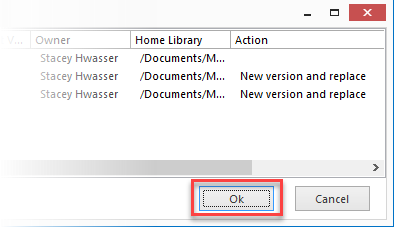 V... Owner Home Library Action
Stacey Hwasser /Documents/M...
Stacey Hwasser /Documents/M... New version and replace
Stacey Hwasser /Documents/M... New version and replace
Ok Cancel